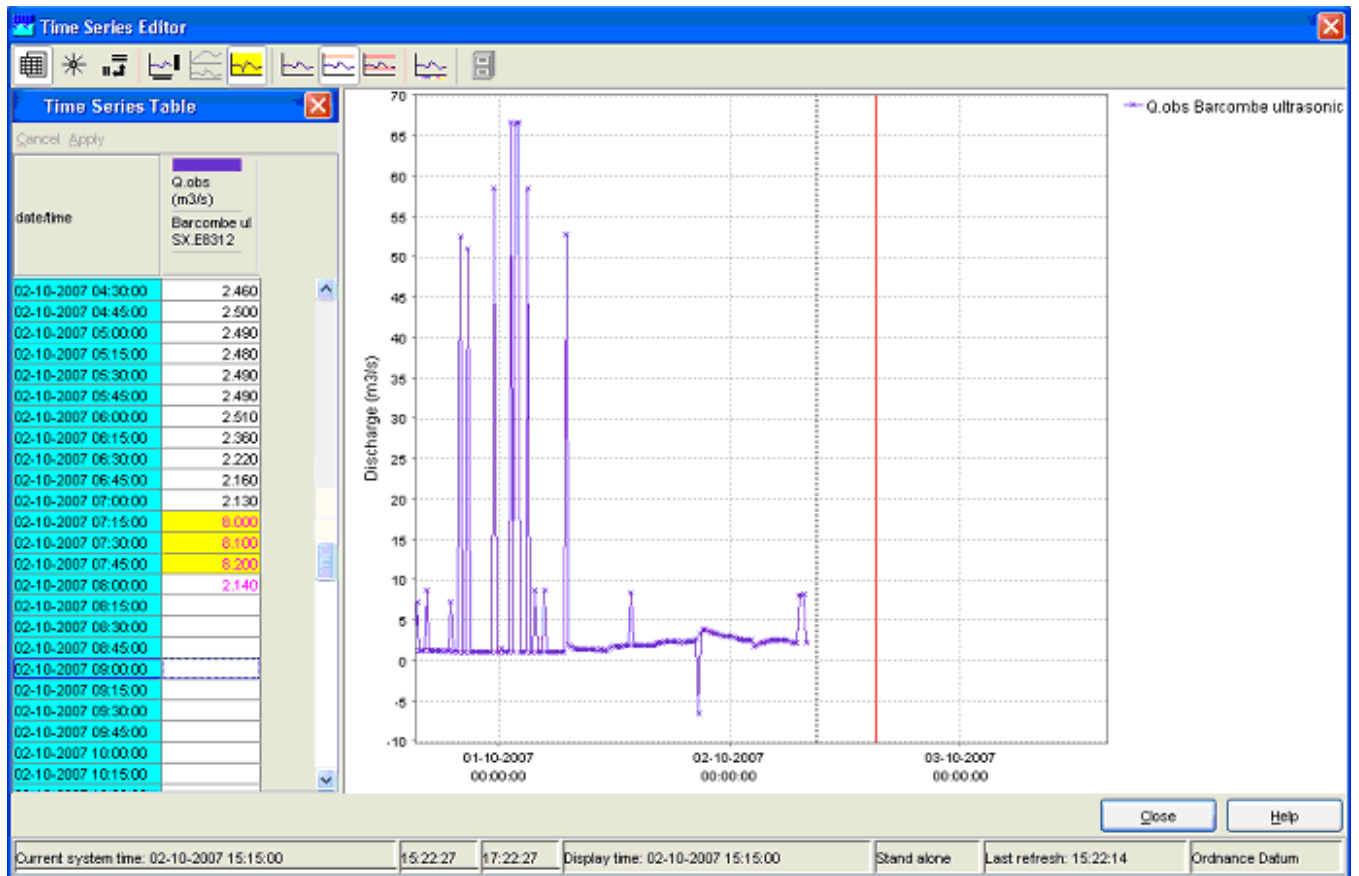 Time Series Editor
Time Series Table
Cancel Apply
date/time
Q.obs
(m3/s)
Barcombe ul
SX.E8312
02-10-2007 04:30:00 2.460
02-10-2007 04:45:00 2.500
02-10-2007 05:00:00 2.490
02-10-2007 05:15:00 2.480
02-10-2007 05:30:00 2.490
02-10-2007 05:45:00 2.490
02-10-2007 06:00:00 2.510
02-10-2007 06:15:00 2.360
02-10-2007 06:30:00 2.220
02-10-2007 06:45:00 2.160
02-10-2007 07:00:00 2.130
02-10-2007 07:15:00 8.000
02-10-2007 07:30:00 8.100
02-10-2007 07:45:00 8.200
02-10-2007 08:00:00 2.140
02-10-2007 08:15:00
02-10-2007 08:30:00
02-10-2007 08:45:00
02-10-2007 09:00:00
02-10-2007 09:15:00
02-10-2007 09:30:00
02-10-2007 09:45:00
02-10-2007 10:00:00
02-10-2007 10:15:00
Discharge (m3/s)
70
65
60
55
50
45
40
35
30
25
20
15
10
5
0
-5
-10
01-10-2007 02-10-2007 03-10-2007
00:00:00 00:00:00 00:00:00
Q.obs Barcombe ultrasonic
Close Help
Current system time: 02-10-2007 15:15:00 15:22:27 17:22:27 Display time: 02-10-2007 15:15:00 Stand alone Last refresh: 15:22:14 Ordnance Datum